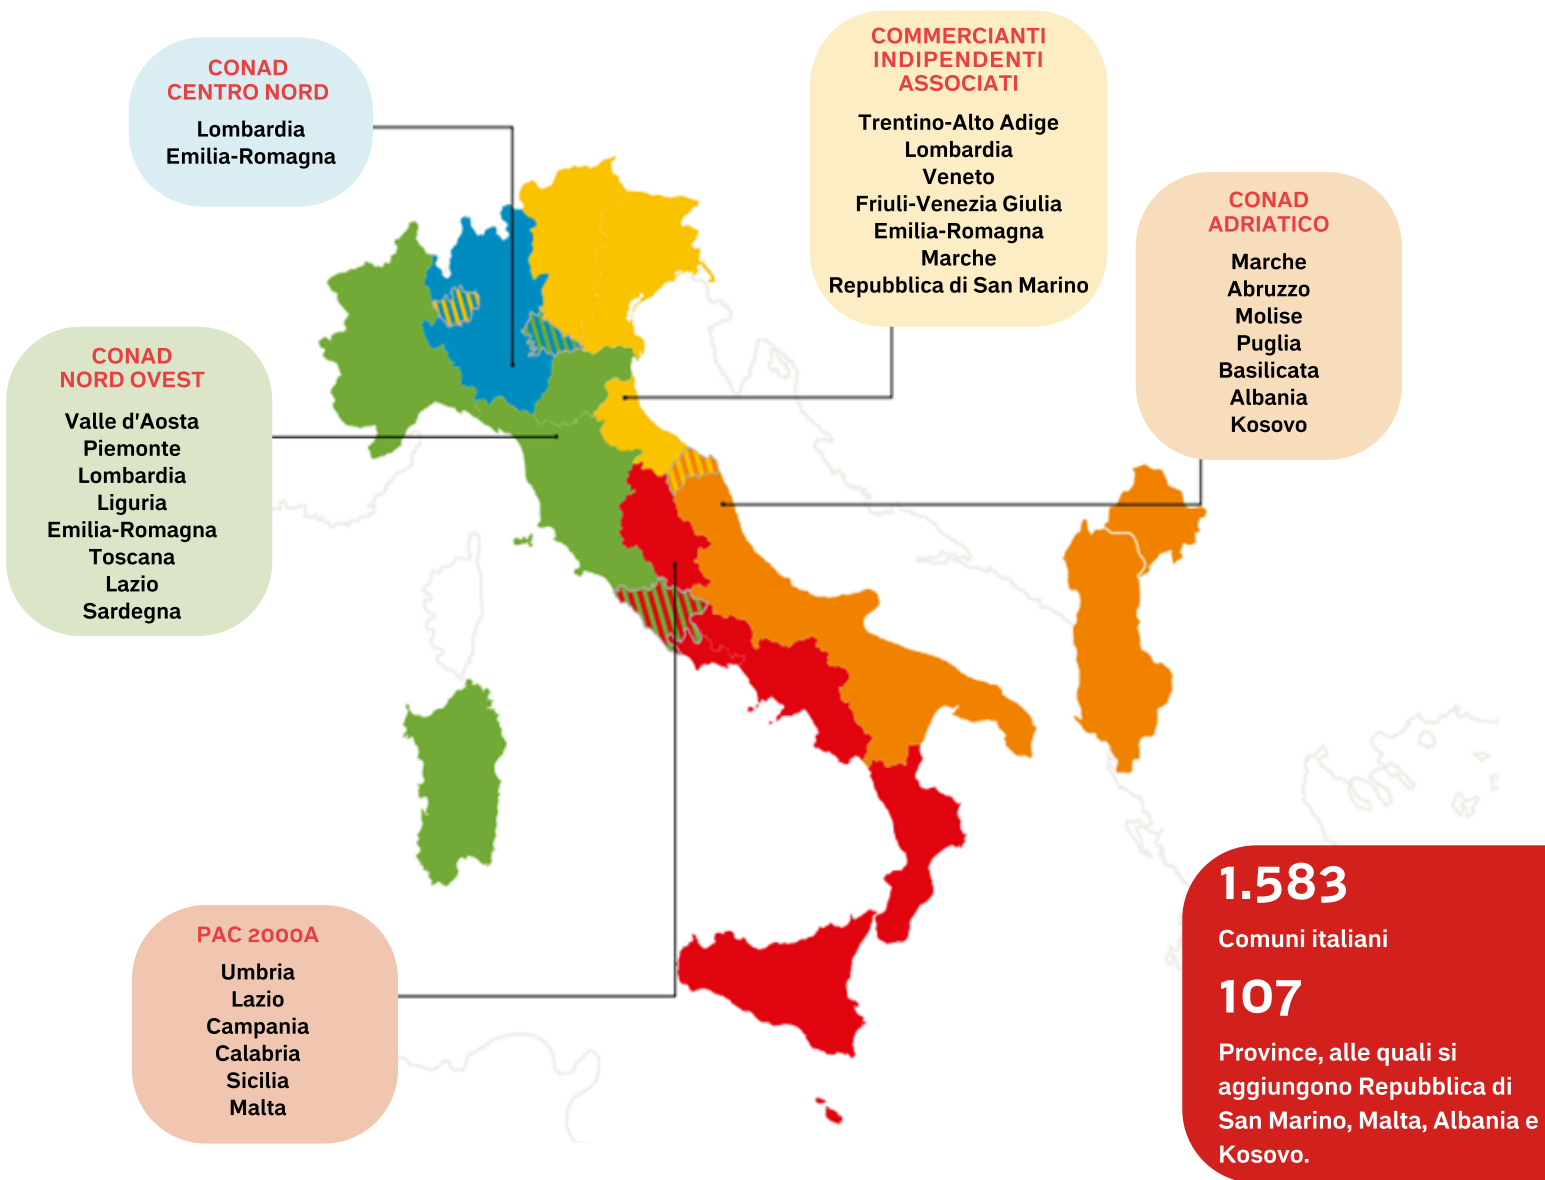 CONAD
CENTRO NORD
Lombardia
Emilia-Romagna
COMMERCIANTI
INDIPENDENTI
ASSOCIATI
Trentino-Alto Adige
Lombardia
Veneto
Friuli-Venezia Giulia
Emilia-Romagna
Marche
Repubblica di San Marino
CONAD
ADRIATICO
Marche
Abruzzo
Molise
Puglia
Basilicata
Albania
Kosovo
CONAD
NORD OVEST
Valle d'Aosta
Piemonte
Lombardia
Liguria
Emilia-Romagna
Toscana
Lazio
Sardegna
PAC 2000A
Umbria
Lazio
Campania
Calabria
Sicilia
Malta
1.583
Comuni italiani
107
Province, alle quali si
aggiungono Repubblica di
San Marino, Malta, Albania e
Kosovo.